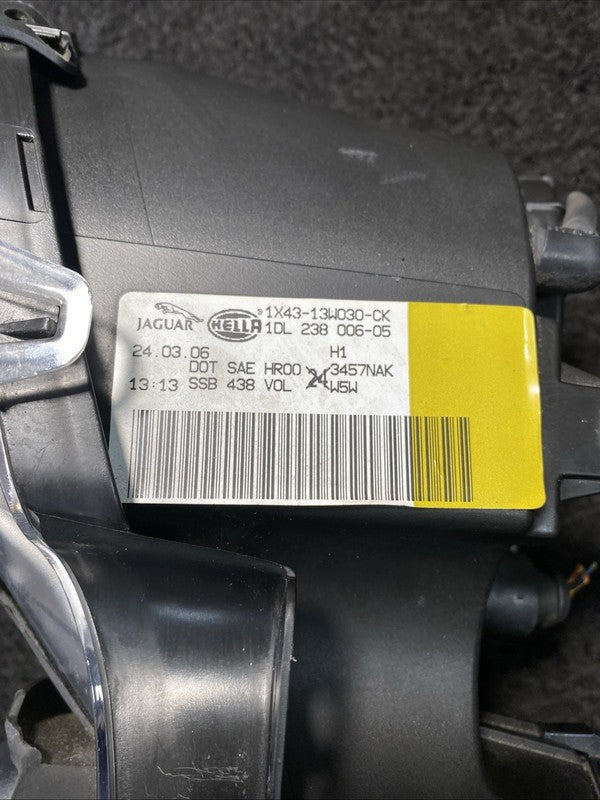 JAGUAR HELLA ® 1X43-13W030-CK
1DL 238 006-05
24.03.06 H1
DOT SAE HR00 24 3457NAK
13:13 SSB 438 VOL W5W